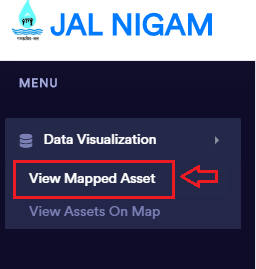 JAL NIGAM
MENU
Data Visualization
View Mapped Asset
View Assets On Map